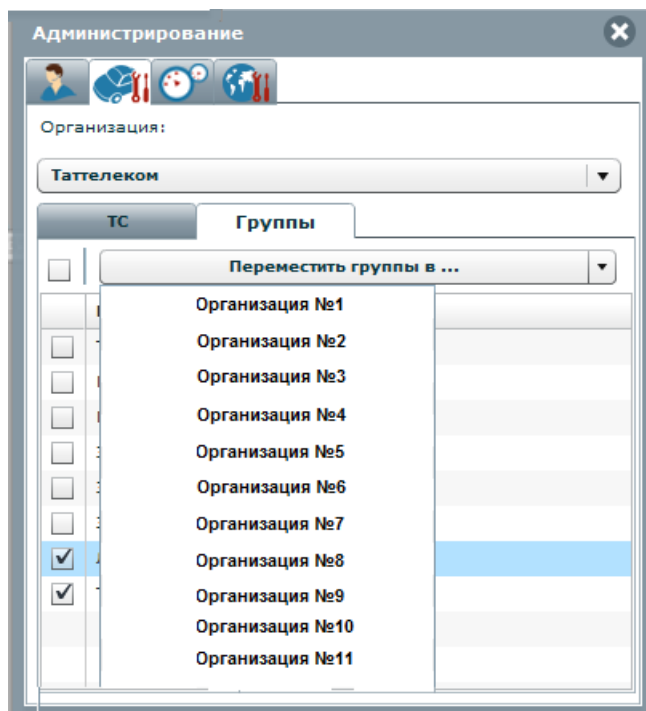 Администрирование
Организация:
Таттелеком
ТС
Группы
Переместить группы в ...
Организация №1
Организация №2
Организация №3
Организация №4
Организация №5
Организация №6
Организация №7
Организация №8
Организация №9
Организация №10
Организация №11